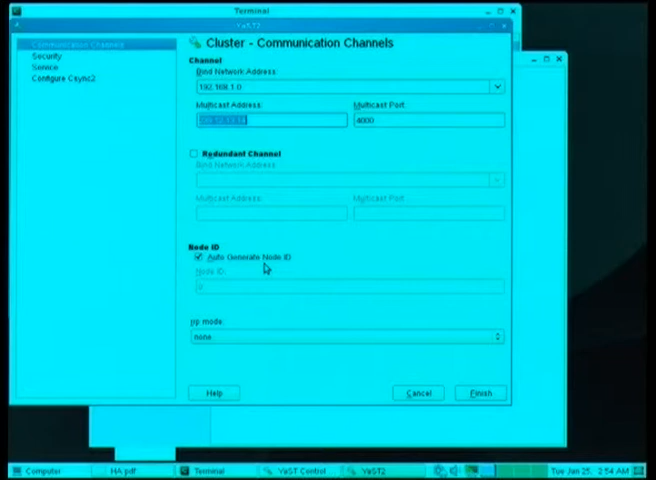 Terminal
YaST2
Communication Channels
Security
Service
Configure Csync2
Cluster - Communication Channels
Channel
Bind Network Address:
192.168.1.0
Multicast Address:
Multicast Port:
4000
Redundant Channel
Bind Network Address:
Multicast Address:
Multicast Port:
Node ID
Auto Generate Node ID
Node ID:
0
rrp mode:
none
Help
Cancel
Finish
Computer
HA.pdf
Terminal
YaST Control
YaST2
Tue Jan 25, 2:54 AM